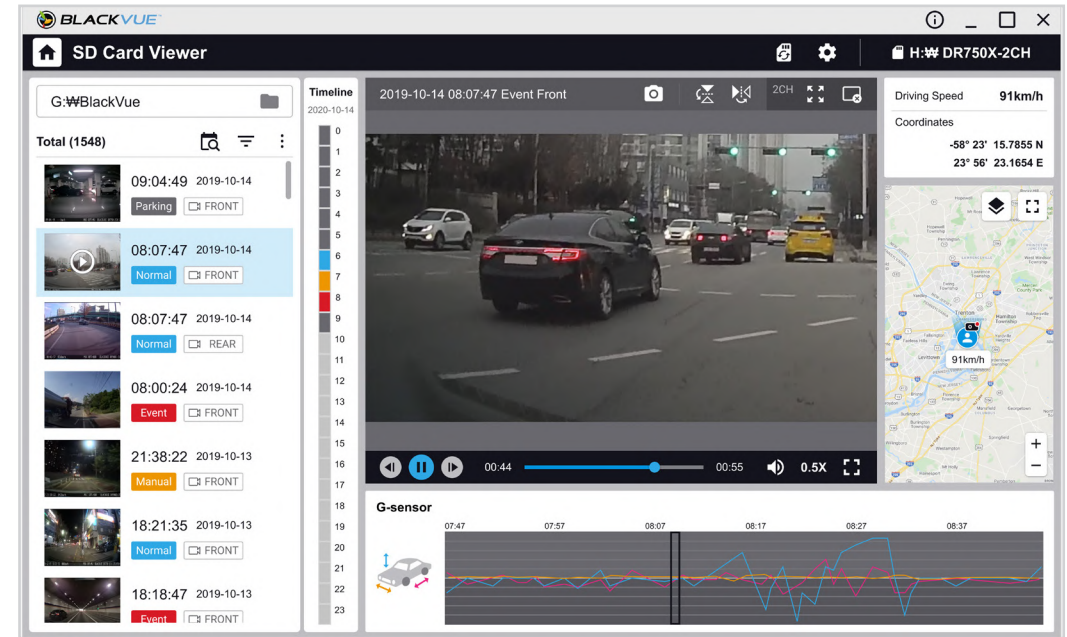 BLACKVUE
SD Card Viewer
H:₩ DR750X-2CH
G:₩BlackVue
Total (1548)
09:04:49 2019-10-14
Parking FRONT
08:07:47 2019-10-14
Normal FRONT
08:07:47 2019-10-14
Normal REAR
08:00:24 2019-10-14
Event FRONT
21:38:22 2019-10-13
Manual FRONT
18:21:35 2019-10-13
Normal FRONT
18:18:47 2019-10-13
Event FRONT
Timeline
2020-10-14
0
1
2
3
4
5
6
7
8
9
10
11
12
13
14
15
16
17
18
19
20
21
22
23
2019-10-14 08:07:47 Event Front
2CH
00:44
00:55
0.5X
G-sensor
07:47 07:57 08:07 08:17 08:27 08:37
Driving Speed 91km/h
Coordinates
-58° 23' 15.7855 N
23° 56' 23.1654 E
Trenton
Hamilton
Township
Levittown
91km/h
+
−